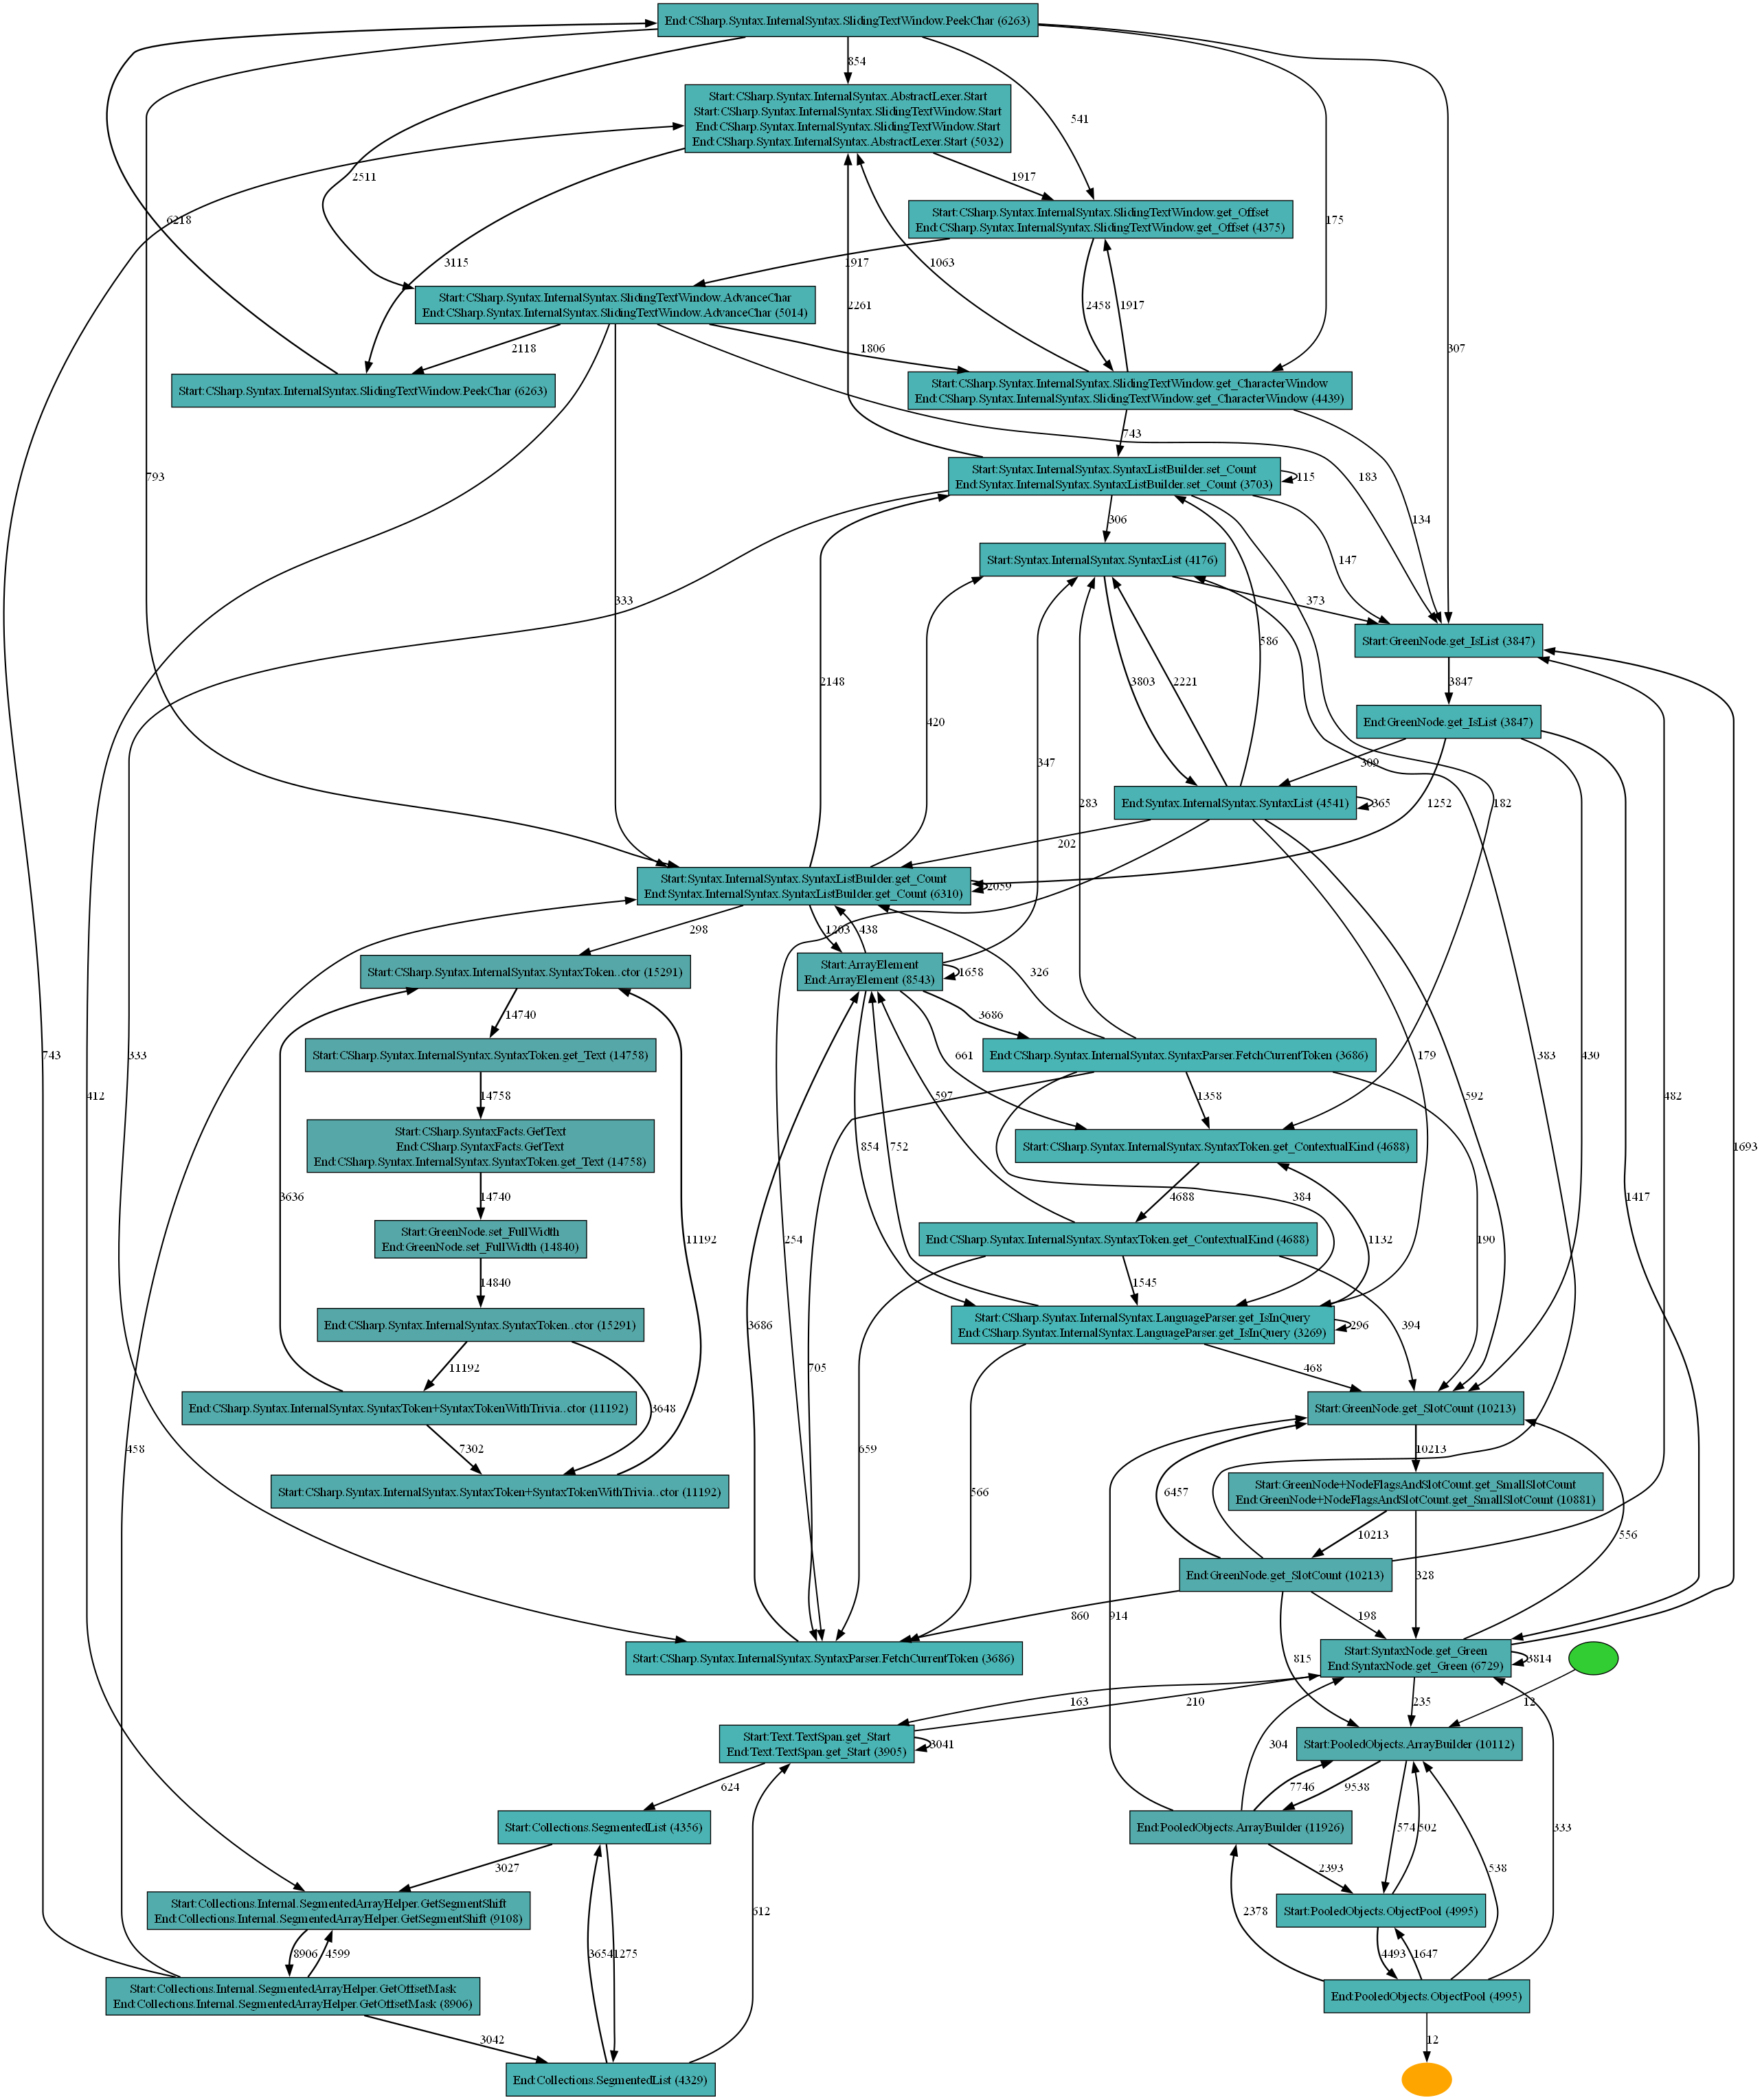 End:CSharp.Syntax.InternalSyntax.SlidingTextWindow.PeekChar (6263)
854
Start:CSharp.Syntax.InternalSyntax.AbstractLexer.Start
Start:CSharp.Syntax.InternalSyntax.SlidingTextWindow.Start
End:CSharp.Syntax.InternalSyntax.SlidingTextWindow.Start
End:CSharp.Syntax.InternalSyntax.AbstractLexer.Start (5032)
541
2511
1917
6218
175
Start:CSharp.Syntax.InternalSyntax.SlidingTextWindow.get_Offset
End:CSharp.Syntax.InternalSyntax.SlidingTextWindow.get_Offset (4375)
3115
1917
1063
2458
1917
2261
307
793
Start:CSharp.Syntax.InternalSyntax.SlidingTextWindow.AdvanceChar
End:CSharp.Syntax.InternalSyntax.SlidingTextWindow.AdvanceChar (5014)
2118
1806
Start:CSharp.Syntax.InternalSyntax.SlidingTextWindow.PeekChar (6263)
Start:CSharp.Syntax.InternalSyntax.SlidingTextWindow.get_CharacterWindow
End:CSharp.Syntax.InternalSyntax.SlidingTextWindow.get_CharacterWindow (4439)
743
Start:Syntax.InternalSyntax.SyntaxListBuilder.set_Count
End:Syntax.InternalSyntax.SyntaxListBuilder.set_Count (3703)
115
183
134
306
147
Start:Syntax.InternalSyntax.SyntaxList (4176)
373
333
586
Start:GreenNode.get_IsList (3847)
3803
2221
3847
2148
420
347
283
End:GreenNode.get_IsList (3847)
309
182
1252
End:Syntax.InternalSyntax.SyntaxList (4541)
365
202
Start:Syntax.InternalSyntax.SyntaxListBuilder.get_Count
End:Syntax.InternalSyntax.SyntaxListBuilder.get_Count (6310)
2059
298
1203
438
326
Start:CSharp.Syntax.InternalSyntax.SyntaxToken..ctor (15291)
Start:ArrayElement
End:ArrayElement (8543)
1658
14740
3686
Start:CSharp.Syntax.InternalSyntax.SyntaxToken.get_Text (14758)
End:CSharp.Syntax.InternalSyntax.SyntaxParser.FetchCurrentToken (3686)
743
412
333
661
179
383
430
14758
597
1358
592
482
Start:CSharp.SyntaxFacts.GetText
End:CSharp.SyntaxFacts.GetText
End:CSharp.Syntax.InternalSyntax.SyntaxToken.get_Text (14758)
854
752
Start:CSharp.Syntax.InternalSyntax.SyntaxToken.get_ContextualKind (4688)
1693
3636
14740
4688
384
1417
Start:GreenNode.set_FullWidth
End:GreenNode.set_FullWidth (14840)
11192
254
End:CSharp.Syntax.InternalSyntax.SyntaxToken.get_ContextualKind (4688)
1132
190
14840
1545
End:CSharp.Syntax.InternalSyntax.SyntaxToken..ctor (15291)
3686
Start:CSharp.Syntax.InternalSyntax.LanguageParser.get_IsInQuery
End:CSharp.Syntax.InternalSyntax.LanguageParser.get_IsInQuery (3269)
296
394
11192
705
468
End:CSharp.Syntax.InternalSyntax.SyntaxToken+SyntaxTokenWithTrivia..ctor (11192)
3648
Start:GreenNode.get_SlotCount (10213)
458
7302
659
10213
Start:CSharp.Syntax.InternalSyntax.SyntaxToken+SyntaxTokenWithTrivia..ctor (11192)
566
6457
Start:GreenNode+NodeFlagsAndSlotCount.get_SmallSlotCount
End:GreenNode+NodeFlagsAndSlotCount.get_SmallSlotCount (10881)
10213
556
End:GreenNode.get_SlotCount (10213)
328
860
914
198
Start:CSharp.Syntax.InternalSyntax.SyntaxParser.FetchCurrentToken (3686)
815
Start:SyntaxNode.get_Green
End:SyntaxNode.get_Green (6729)
3814
163
210
235
12
Start:Text.TextSpan.get_Start
End:Text.TextSpan.get_Start (3905)
3041
304
Start:PooledObjects.ArrayBuilder (10112)
624
7746
9538
Start:Collections.SegmentedList (4356)
End:PooledObjects.ArrayBuilder (11926)
574
502
333
3027
2393
538
Start:Collections.Internal.SegmentedArrayHelper.GetSegmentShift
End:Collections.Internal.SegmentedArrayHelper.GetSegmentShift (9108)
612
2378
Start:PooledObjects.ObjectPool (4995)
8906
4599
3654
1275
4493
1647
Start:Collections.Internal.SegmentedArrayHelper.GetOffsetMask
End:Collections.Internal.SegmentedArrayHelper.GetOffsetMask (8906)
End:PooledObjects.ObjectPool (4995)
3042
12
End:Collections.SegmentedList (4329)